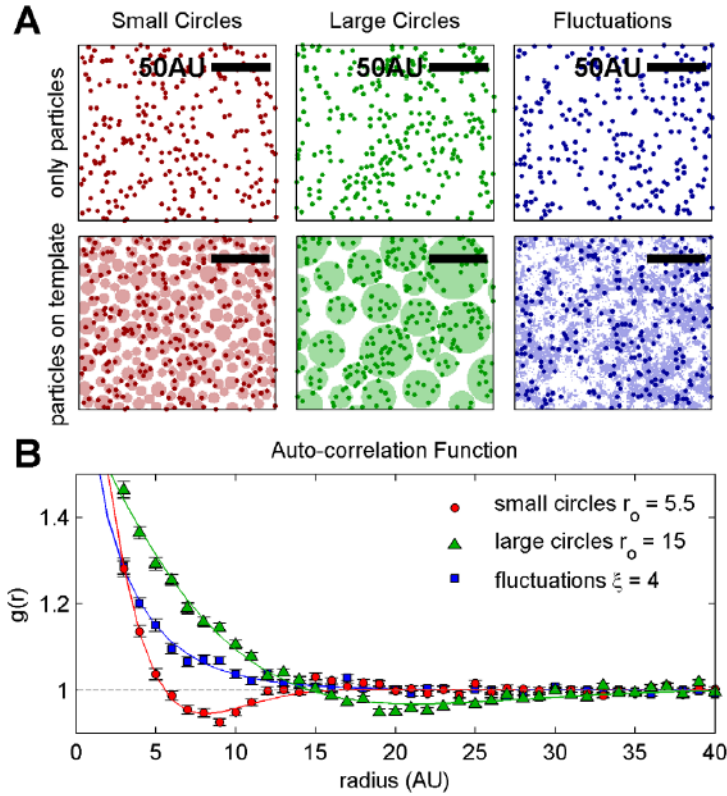 A
Small Circles
Large Circles
Fluctuations
only particles
50AU
50AU
50AU
particles on template
B
Auto-correlation Function
g(r)
1.4
1.2
1
small circles r_o = 5.5
large circles r_o = 15
fluctuations ξ = 4
0 5 10 15 20 25 30 35 40
radius (AU)